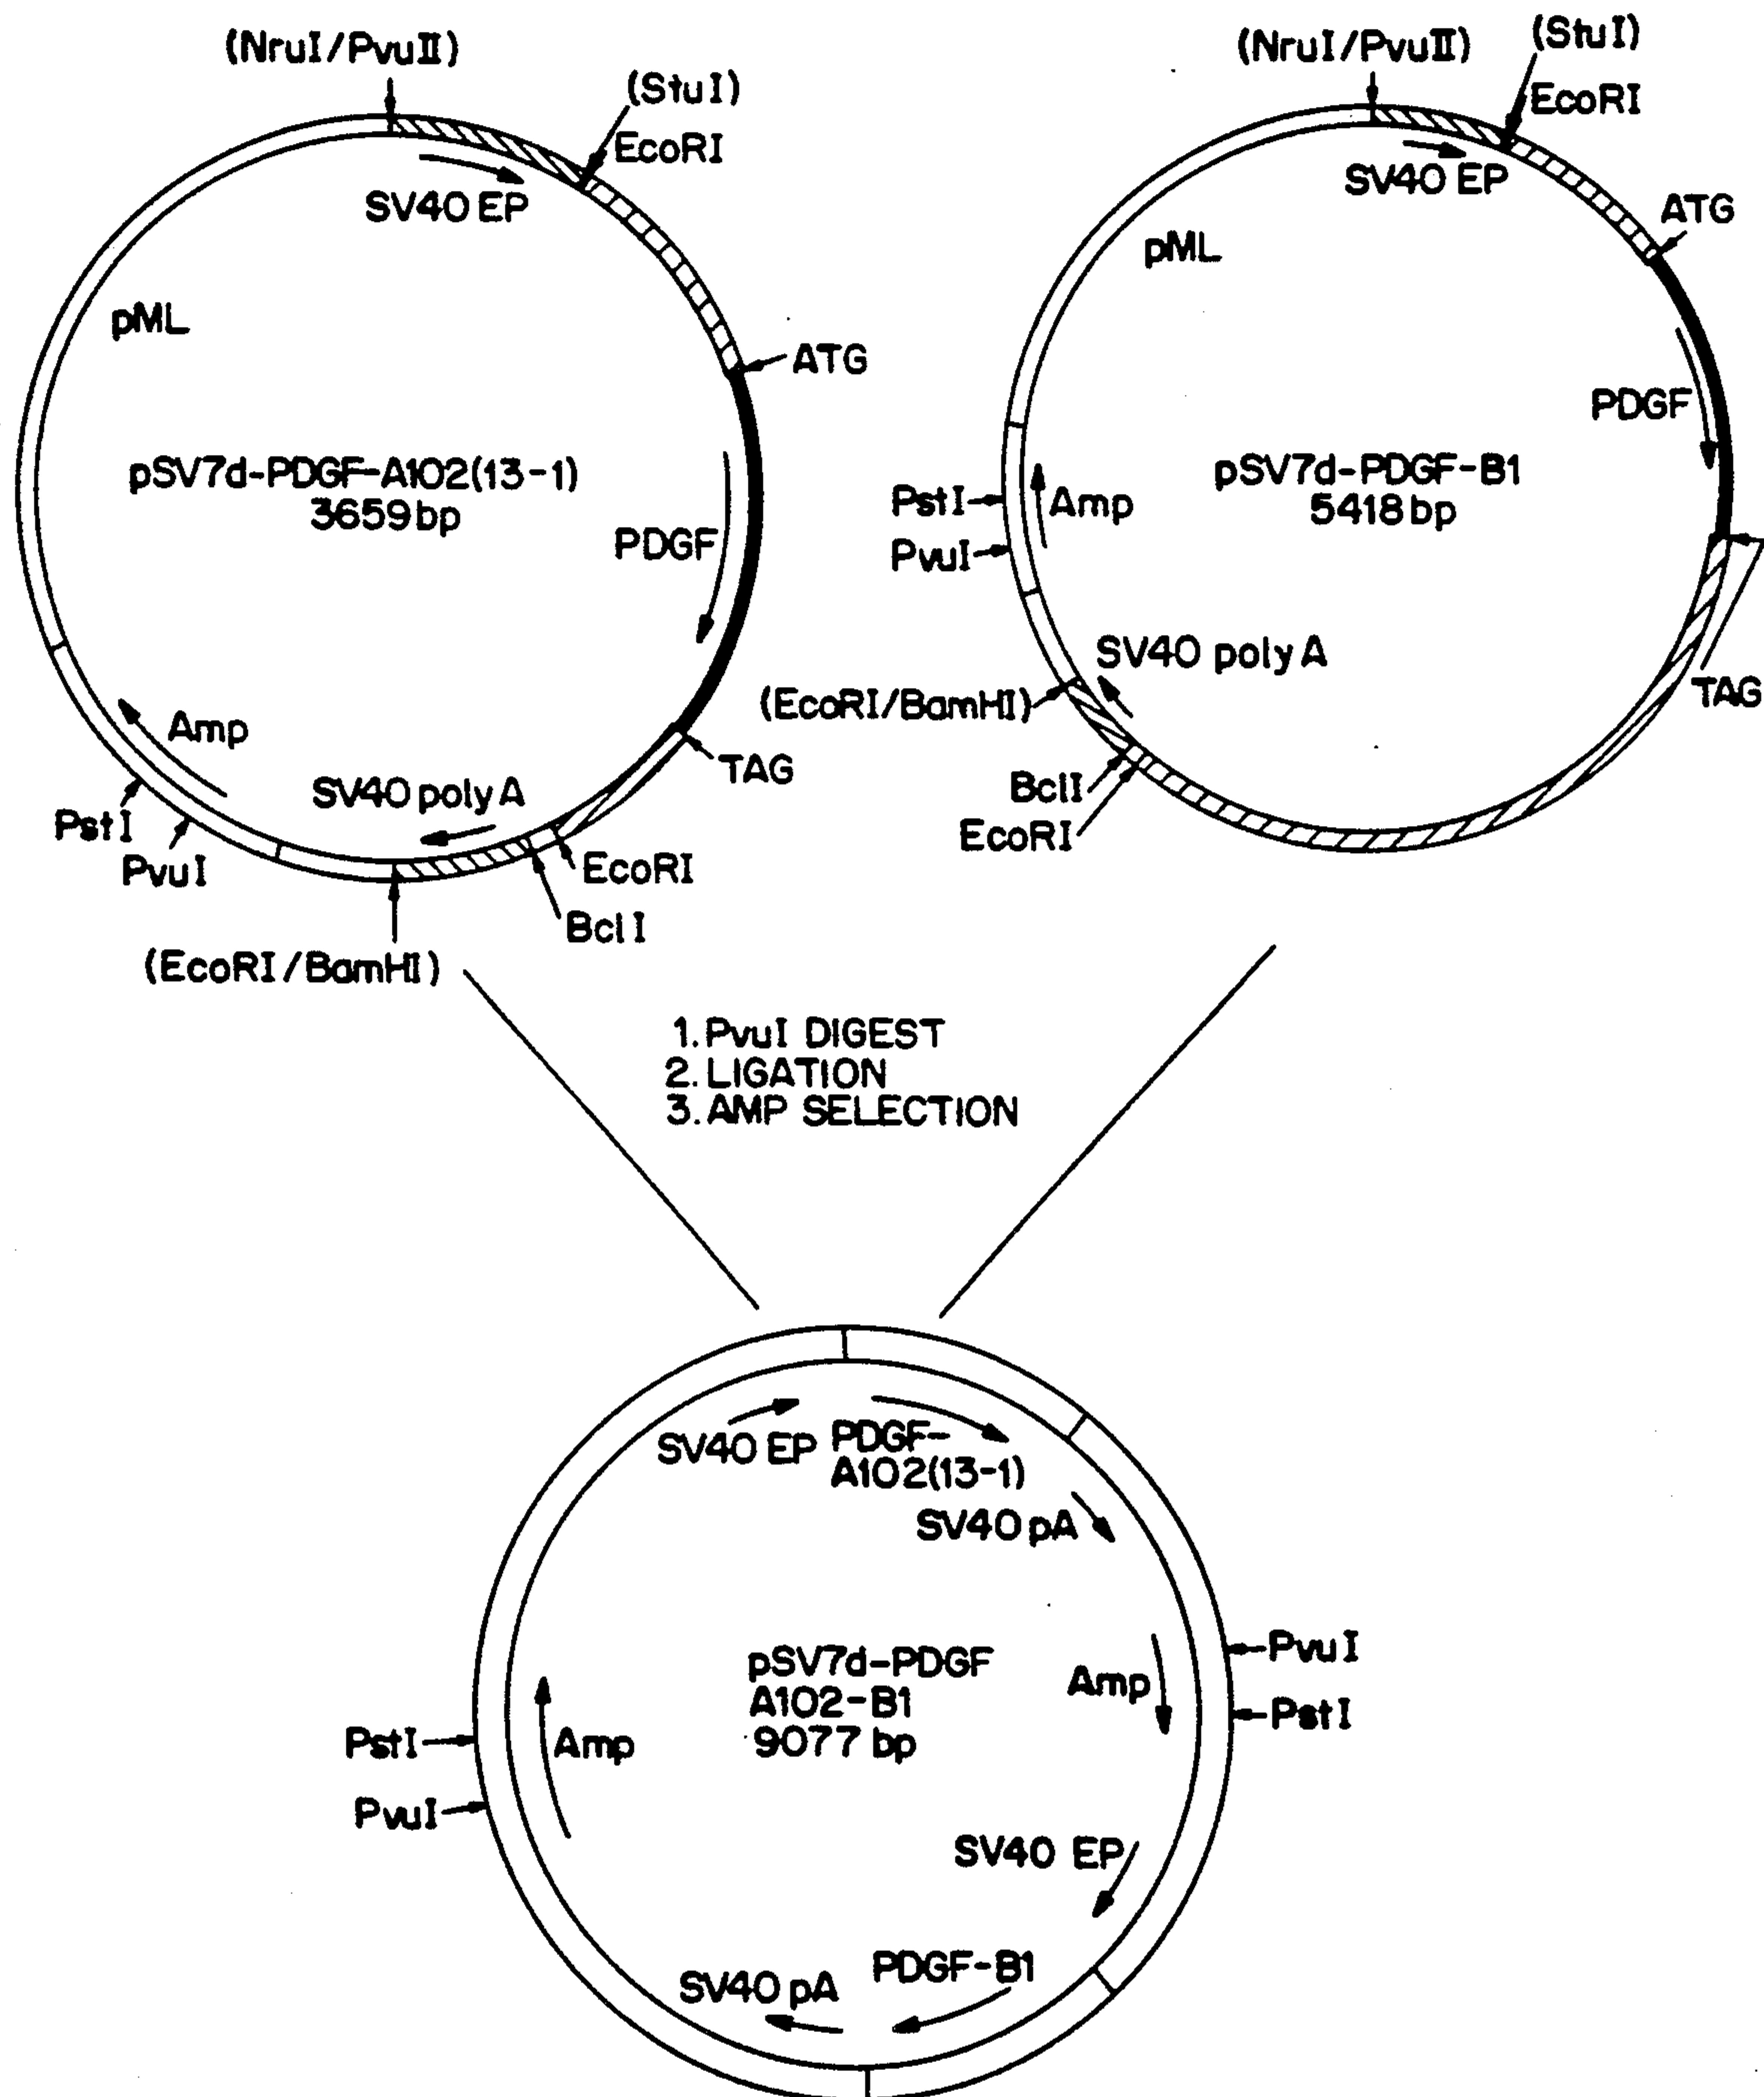 (NruI/PvuII)
(StuI)
EcoRI
SV40 EP
pML
ATG
pSV7d-PDGF-A102(13-1)
3659bp
PDGF
Amp
TAG
SV40 polyA
PstI
PvuI
EcoRI
BclI
(EcoRI/BamHI)
(NruI/PvuII)
(StuI)
EcoRI
SV40 EP
ATG
pML
PDGF
pSV7d-PDGF-B1
5418bp
PstI
Amp
PvuI
SV40 polyA
(EcoRI/BamHI)
TAG
BclI
EcoRI
1. PvuI DIGEST
2. LIGATION
3. AMP SELECTION
SV40 EP
PDGF-
A102(13-1)
SV40 pA
PvuI
pSV7d-PDGF
A102-B1
9077 bp
Amp
PstI
PstI
Amp
PvuI
SV40 EP
PDGF-B1
SV40 pA